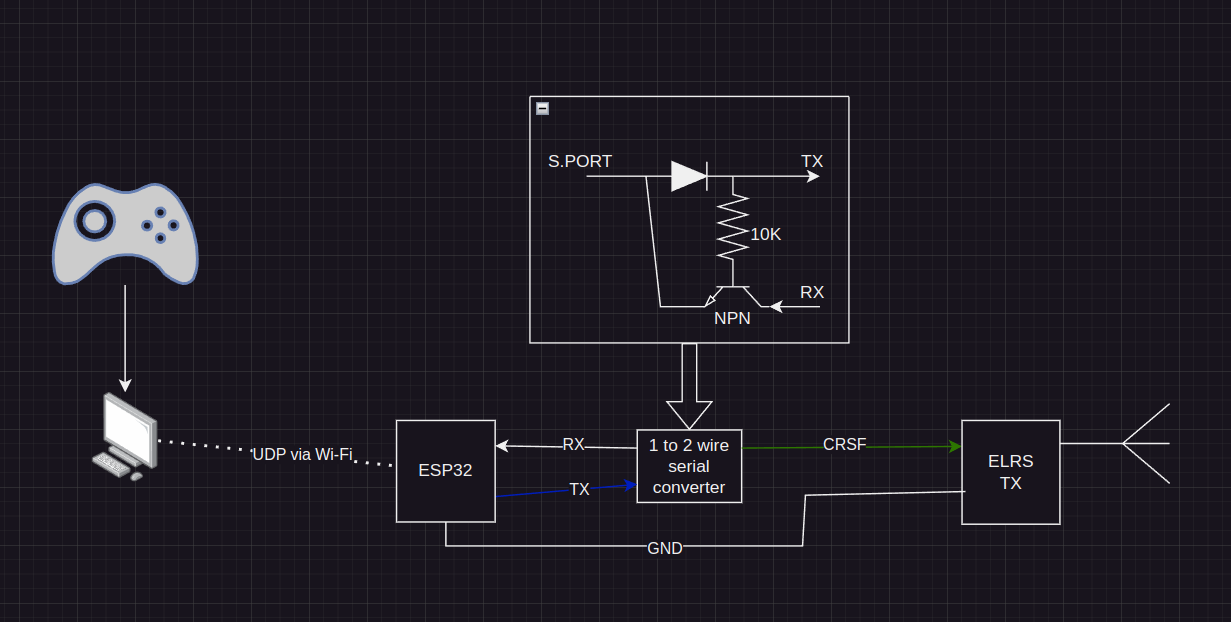 S.PORT
TX
10K
RX
NPN
UDP via Wi-Fi
ESP32
RX
TX
1 to 2 wire
serial
converter
CRSF
ELRS
TX
GND